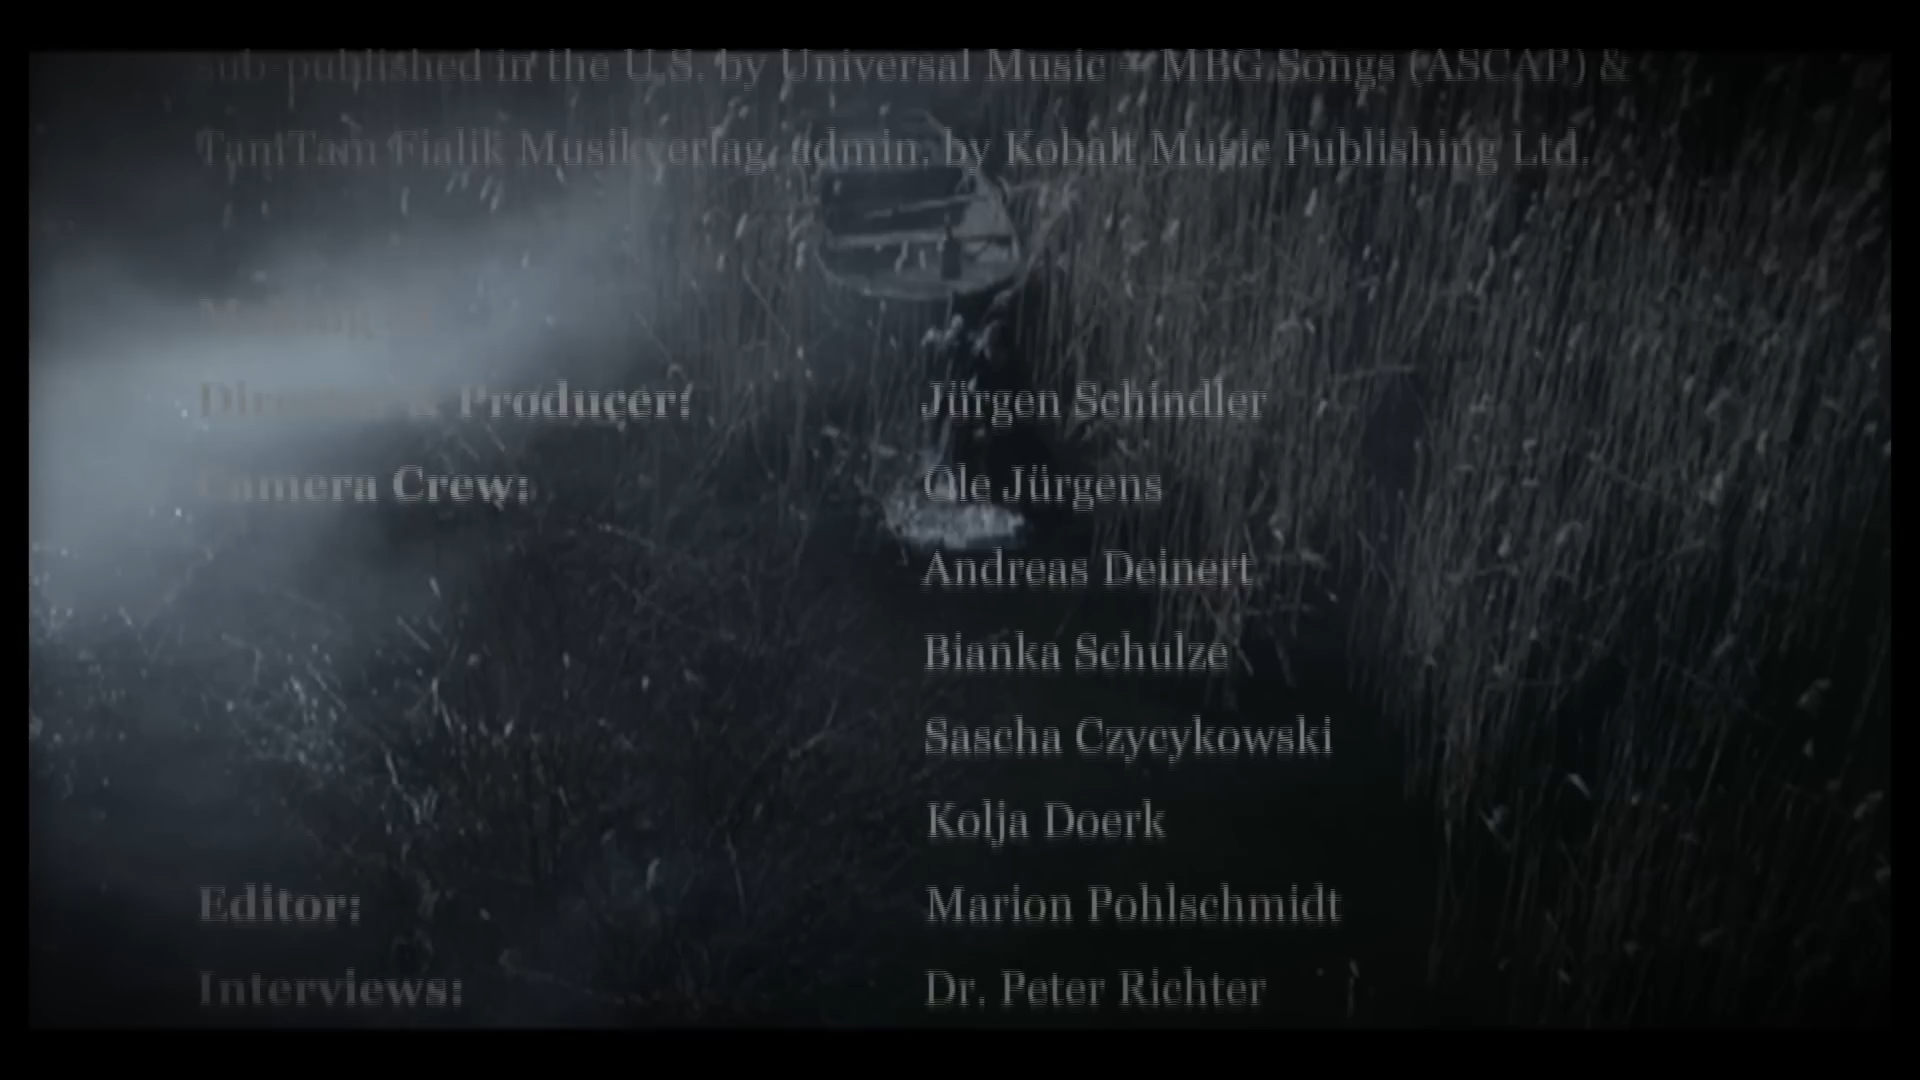 sub-published in the U.S. by Universal Music – MBG Songs (ASCAP) &
TamTam Fialik Musikverlag, admin. by Kobalt Music Publishing Ltd.
Making
Director & Producer: Jürgen Schindler
Camera Crew: Ole Jürgens
Andreas Deinert
Bianka Schulze
Sascha Czycykowski
Kolja Doerk
Editor: Marion Pohlschmidt
Interviews: Dr. Peter Richter